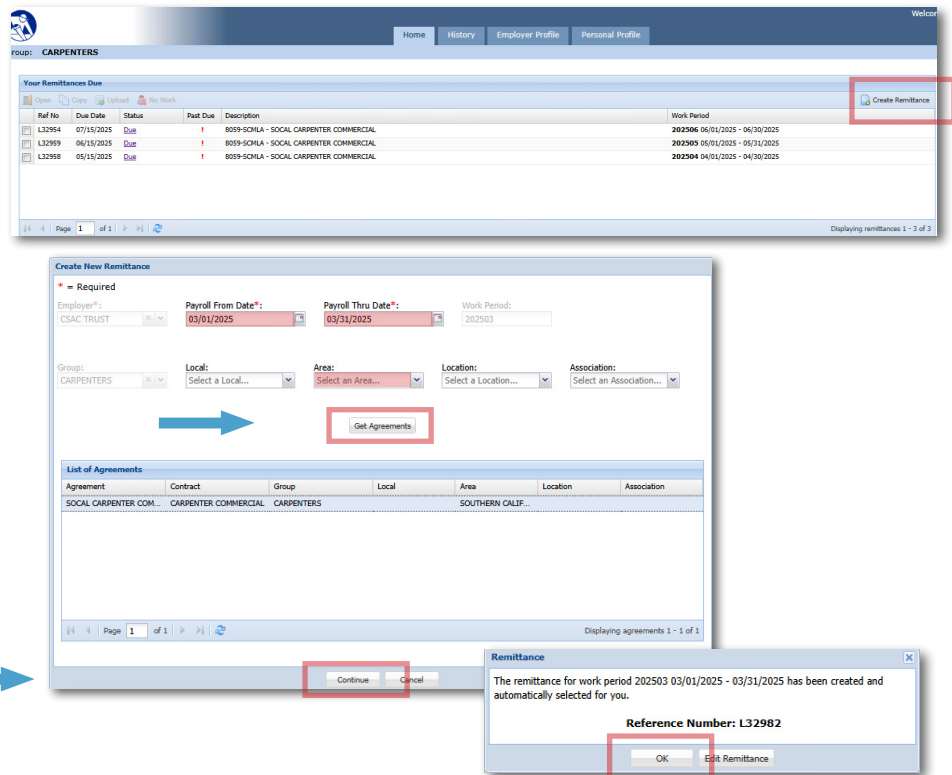 Welcor
Home History Employer Profile Personal Profile
roup: CARPENTERS
Your Remittances Due
Open Copy Upload No Work Create Remittance
Ref No Due Date Status Past Due Description Work Period
L32954 07/15/2025 Due ! 8059-SCMLA - SOCAL CARPENTER COMMERCIAL 202506 06/01/2025 - 06/30/2025
L32959 06/15/2025 Due ! 8059-SCMLA - SOCAL CARPENTER COMMERCIAL 202505 05/01/2025 - 05/31/2025
L32958 05/15/2025 Due ! 8059-SCMLA - SOCAL CARPENTER COMMERCIAL 202504 04/01/2025 - 04/30/2025
Page 1 of 1 Displaying remittances 1 - 3 of 3
Create New Remittance
* = Required
Employer*: Payroll From Date*: Payroll Thru Date*: Work Period:
CSAC TRUST 03/01/2025 03/31/2025 202503
Group: Local: Area: Location: Association:
CARPENTERS Select a Local... Select an Area... Select a Location... Select an Association...
Get Agreements
List of Agreements
Agreement Contract Group Local Area Location Association
SOCAL CARPENTER COM... CARPENTER COMMERCIAL CARPENTERS SOUTHERN CALIF...
Page 1 of 1 Displaying agreements 1 - 1 of 1
Continue Cancel
Remittance
The remittance for work period 202503 03/01/2025 - 03/31/2025 has been created and
automatically selected for you.
Reference Number: L32982
OK Edit Remittance